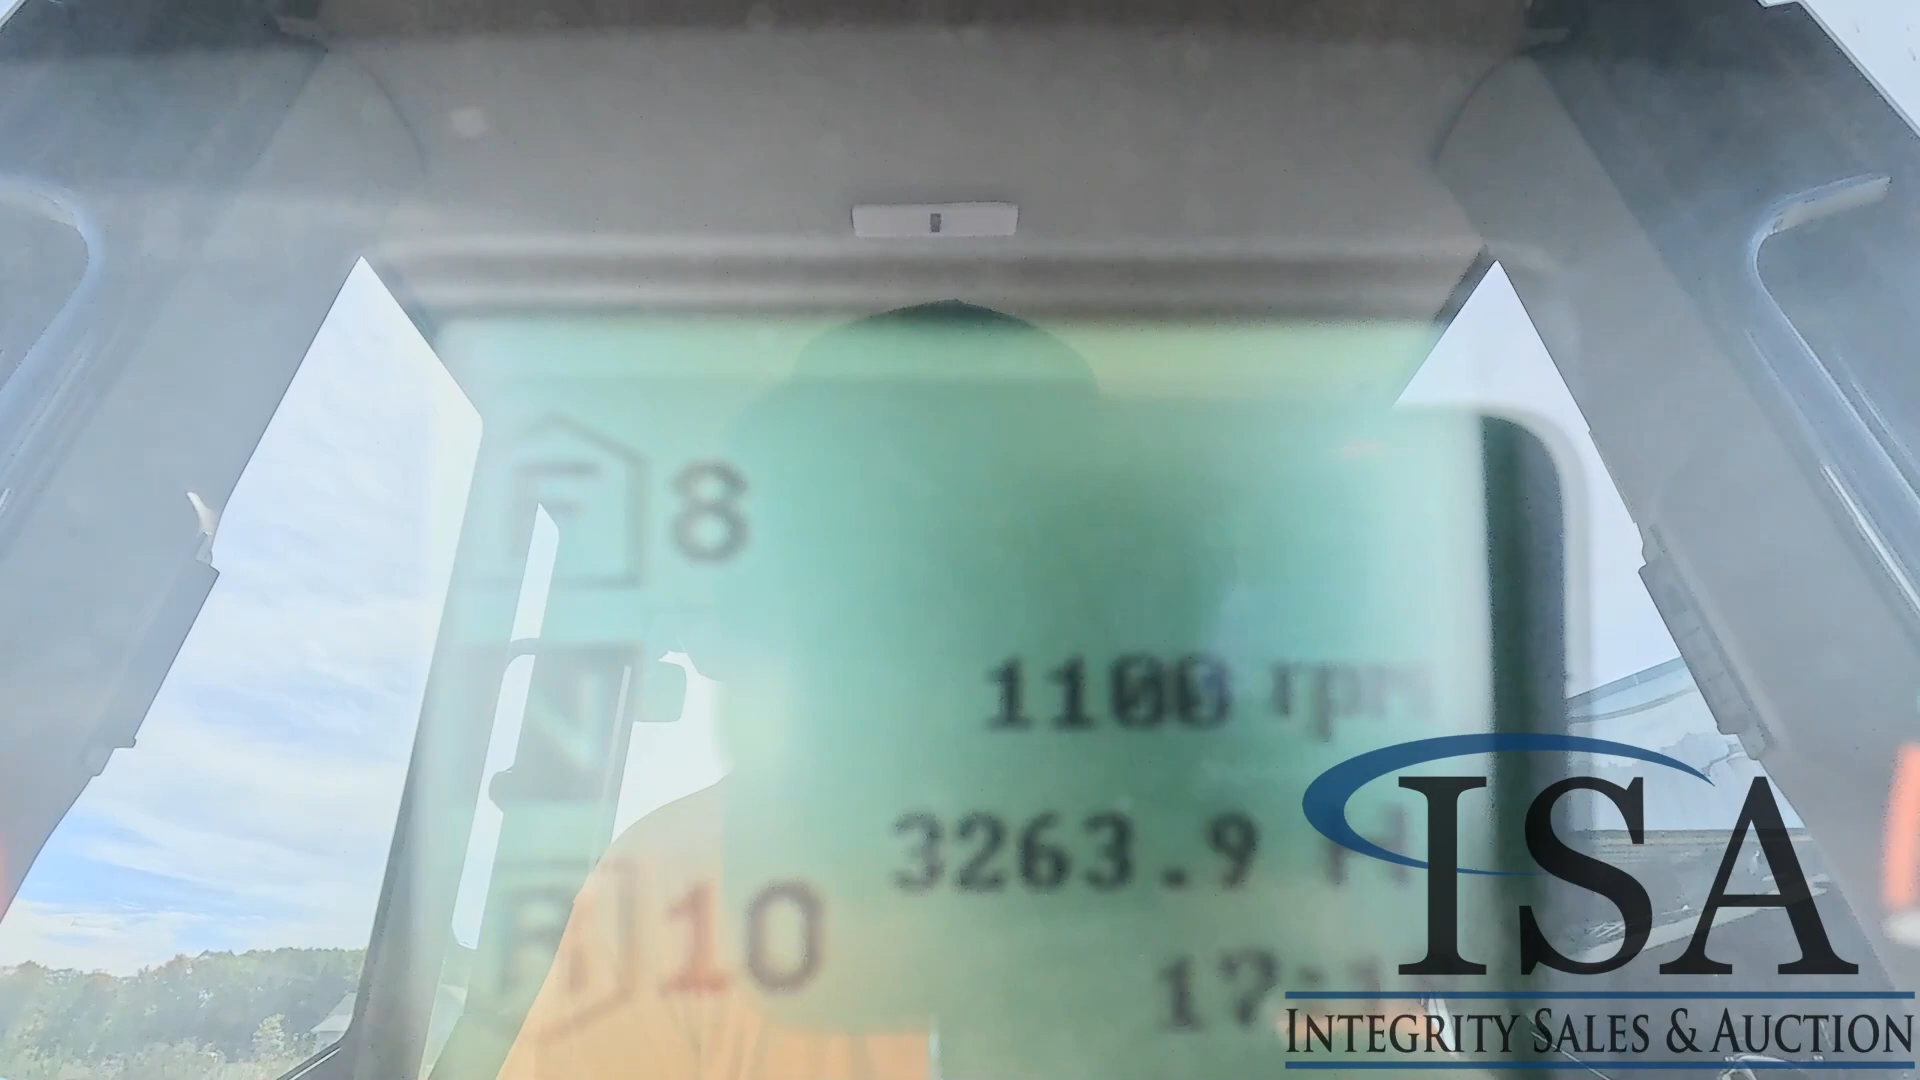 F 8
N
1100 rpm
3263.9 H
R 10
ISA
INTEGRITY SALES & AUCTION